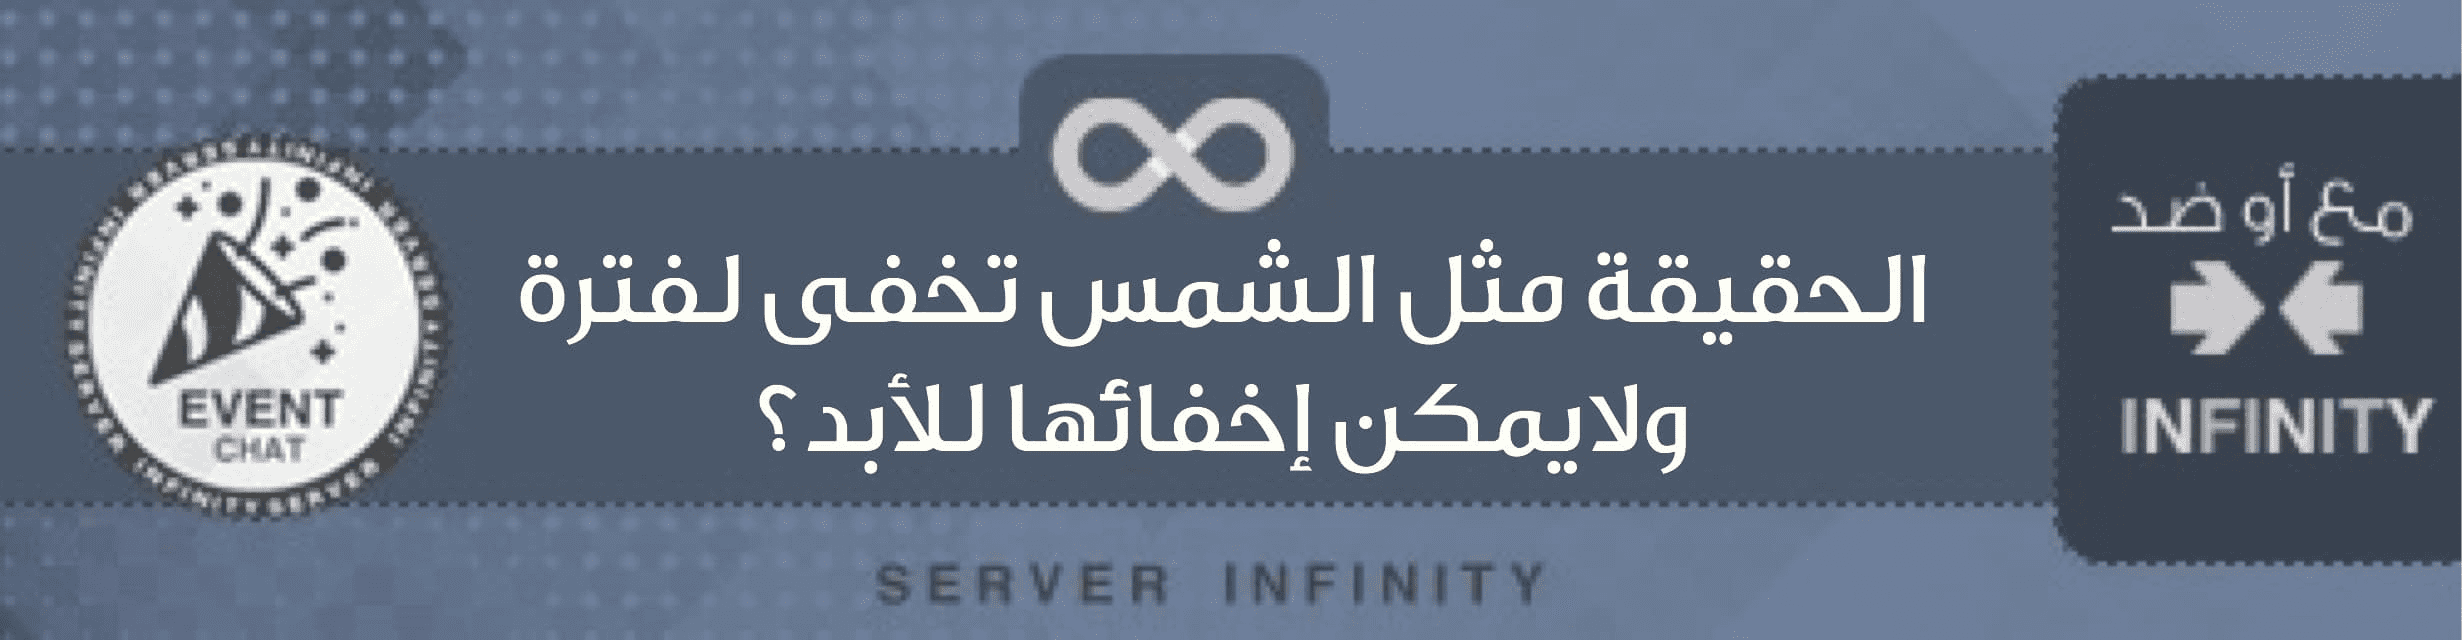 الحقيقة مثل الشمس تخفى لفترة
ولايمكن إخفائها للأبد؟
مع أو ضد
INFINITY
EVENT
CHAT
INFINITY SERVER
SERVER INFINITY